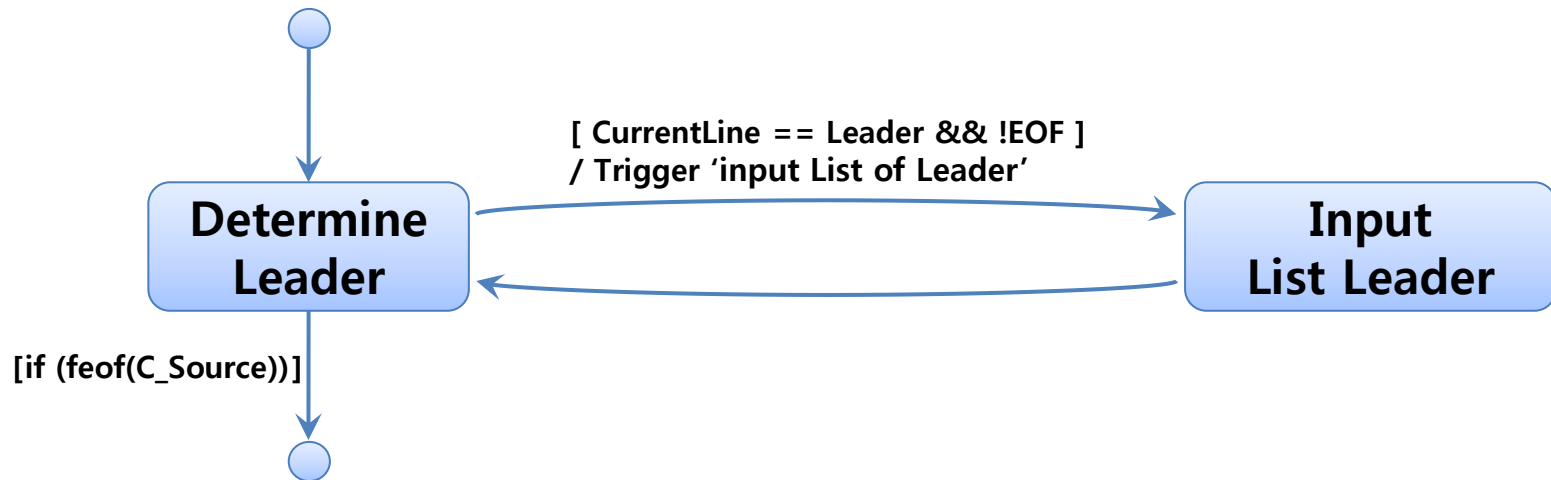 [ CurrentLine == Leader && !EOF ]
/ Trigger ‘input List of Leader’
Determine
Leader
Input
List Leader
[if (feof(C_Source))]